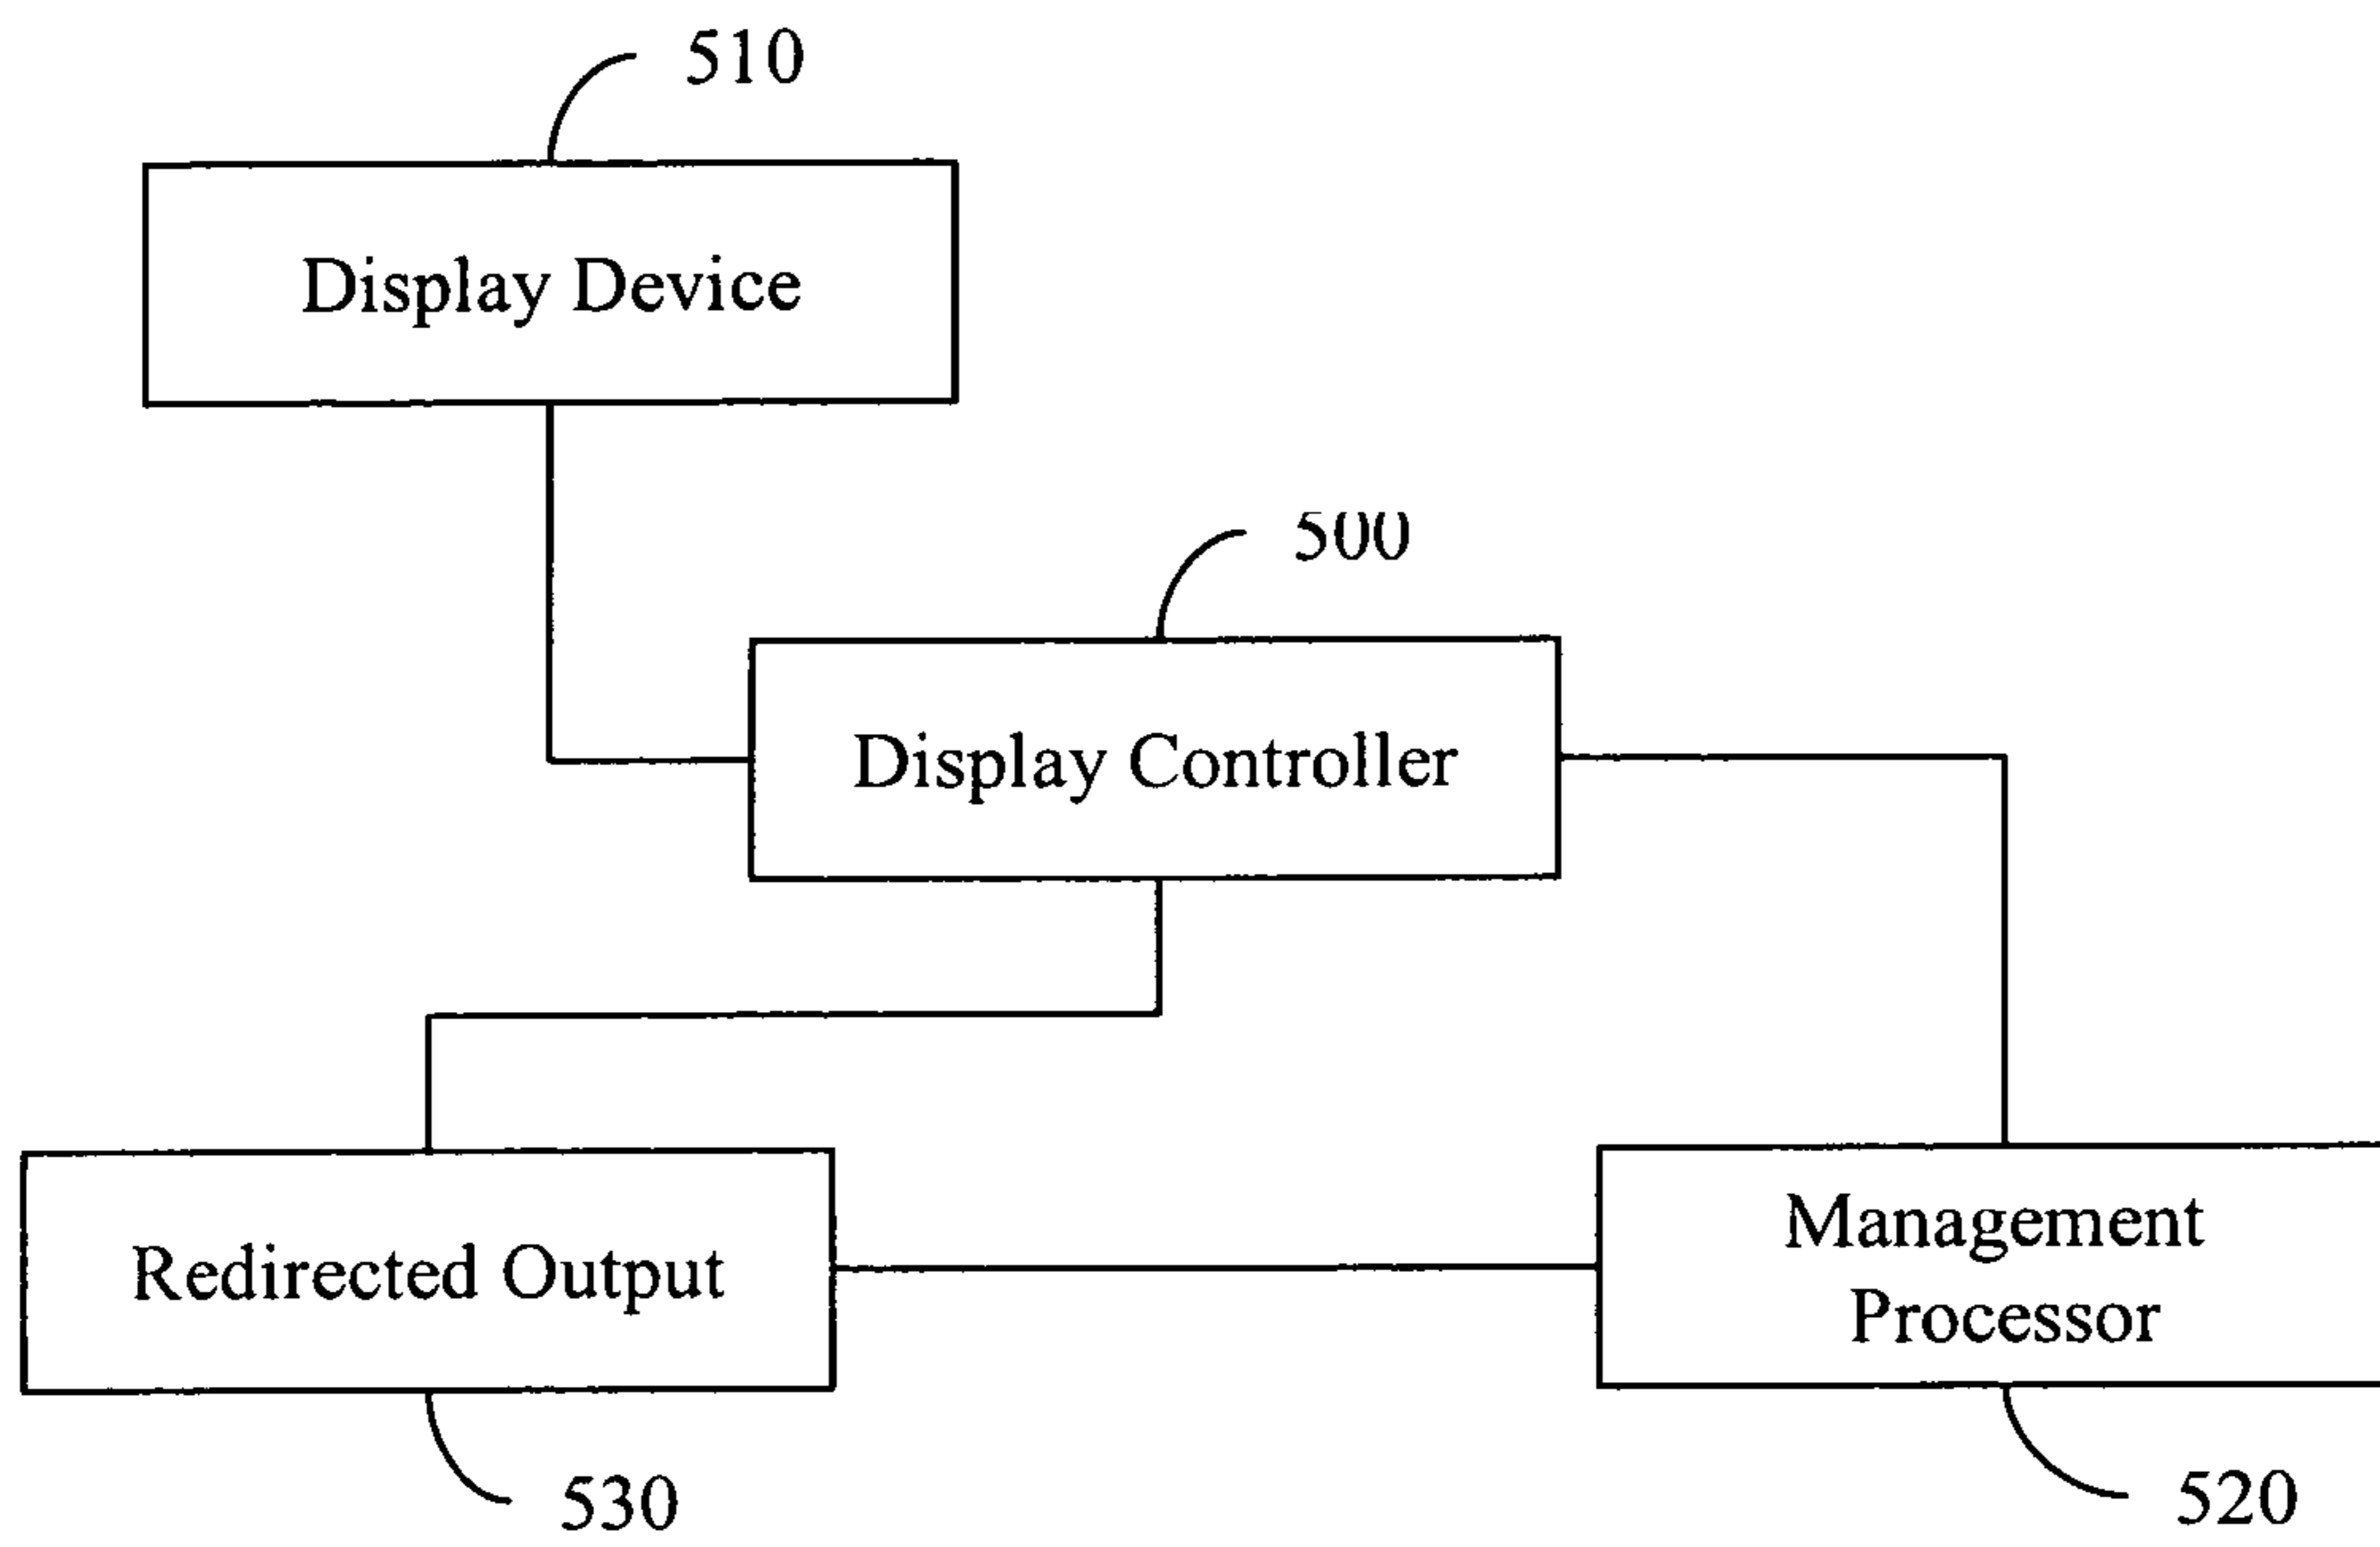 510
Display Device
500
Display Controller
Redirected Output
Management
Processor
530
520